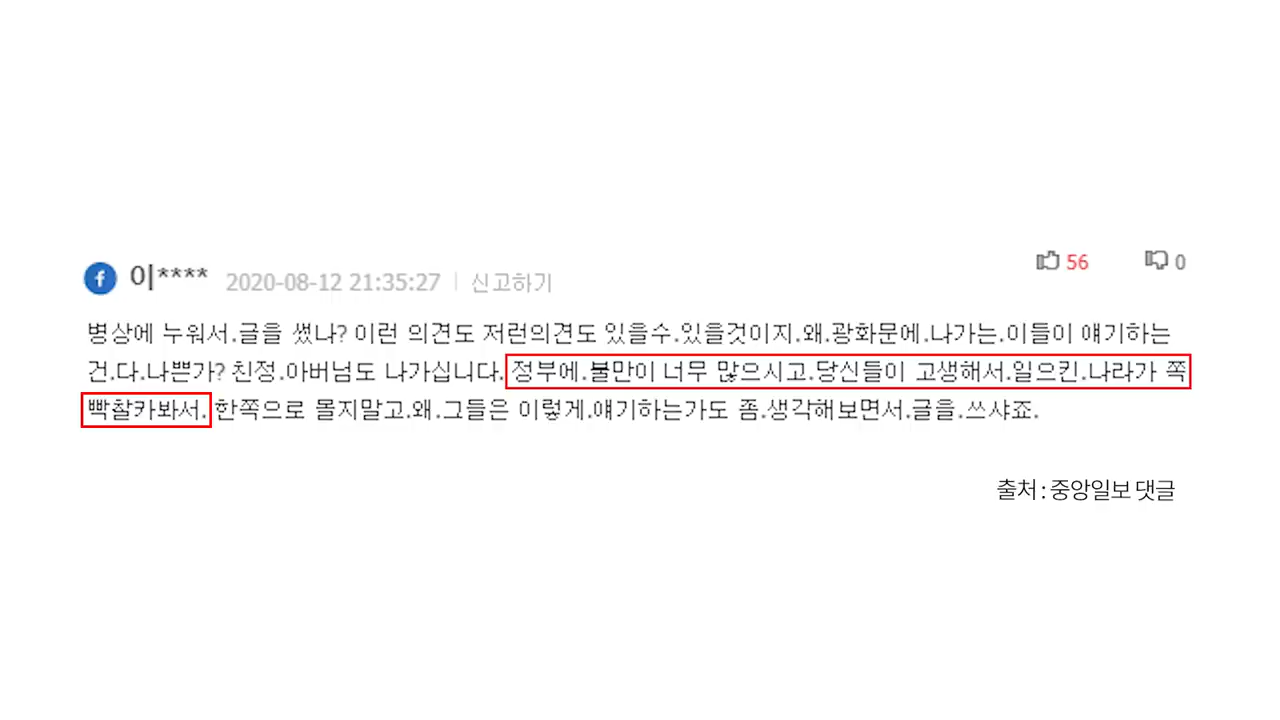 이**** 2020-08-12 21:35:27 | 신고하기 56 0
병상에 누워서.글을 썼나? 이런 의견도 저런의견도 있을수.있을것이지.왜.광화문에.나가는.이들이 얘기하는
건.다.나쁜가? 친정.아버님도 나가십니다. 정부에.불만이 너무 많으시고.당신들이 고생해서.일으킨.나라가 쪽
빡찰카봐서. 한쪽으로 몰지말고.왜.그들은 이렇게.얘기하는가도 좀.생각해보면서.글을.쓰샤죠.
출처 : 중앙일보 댓글